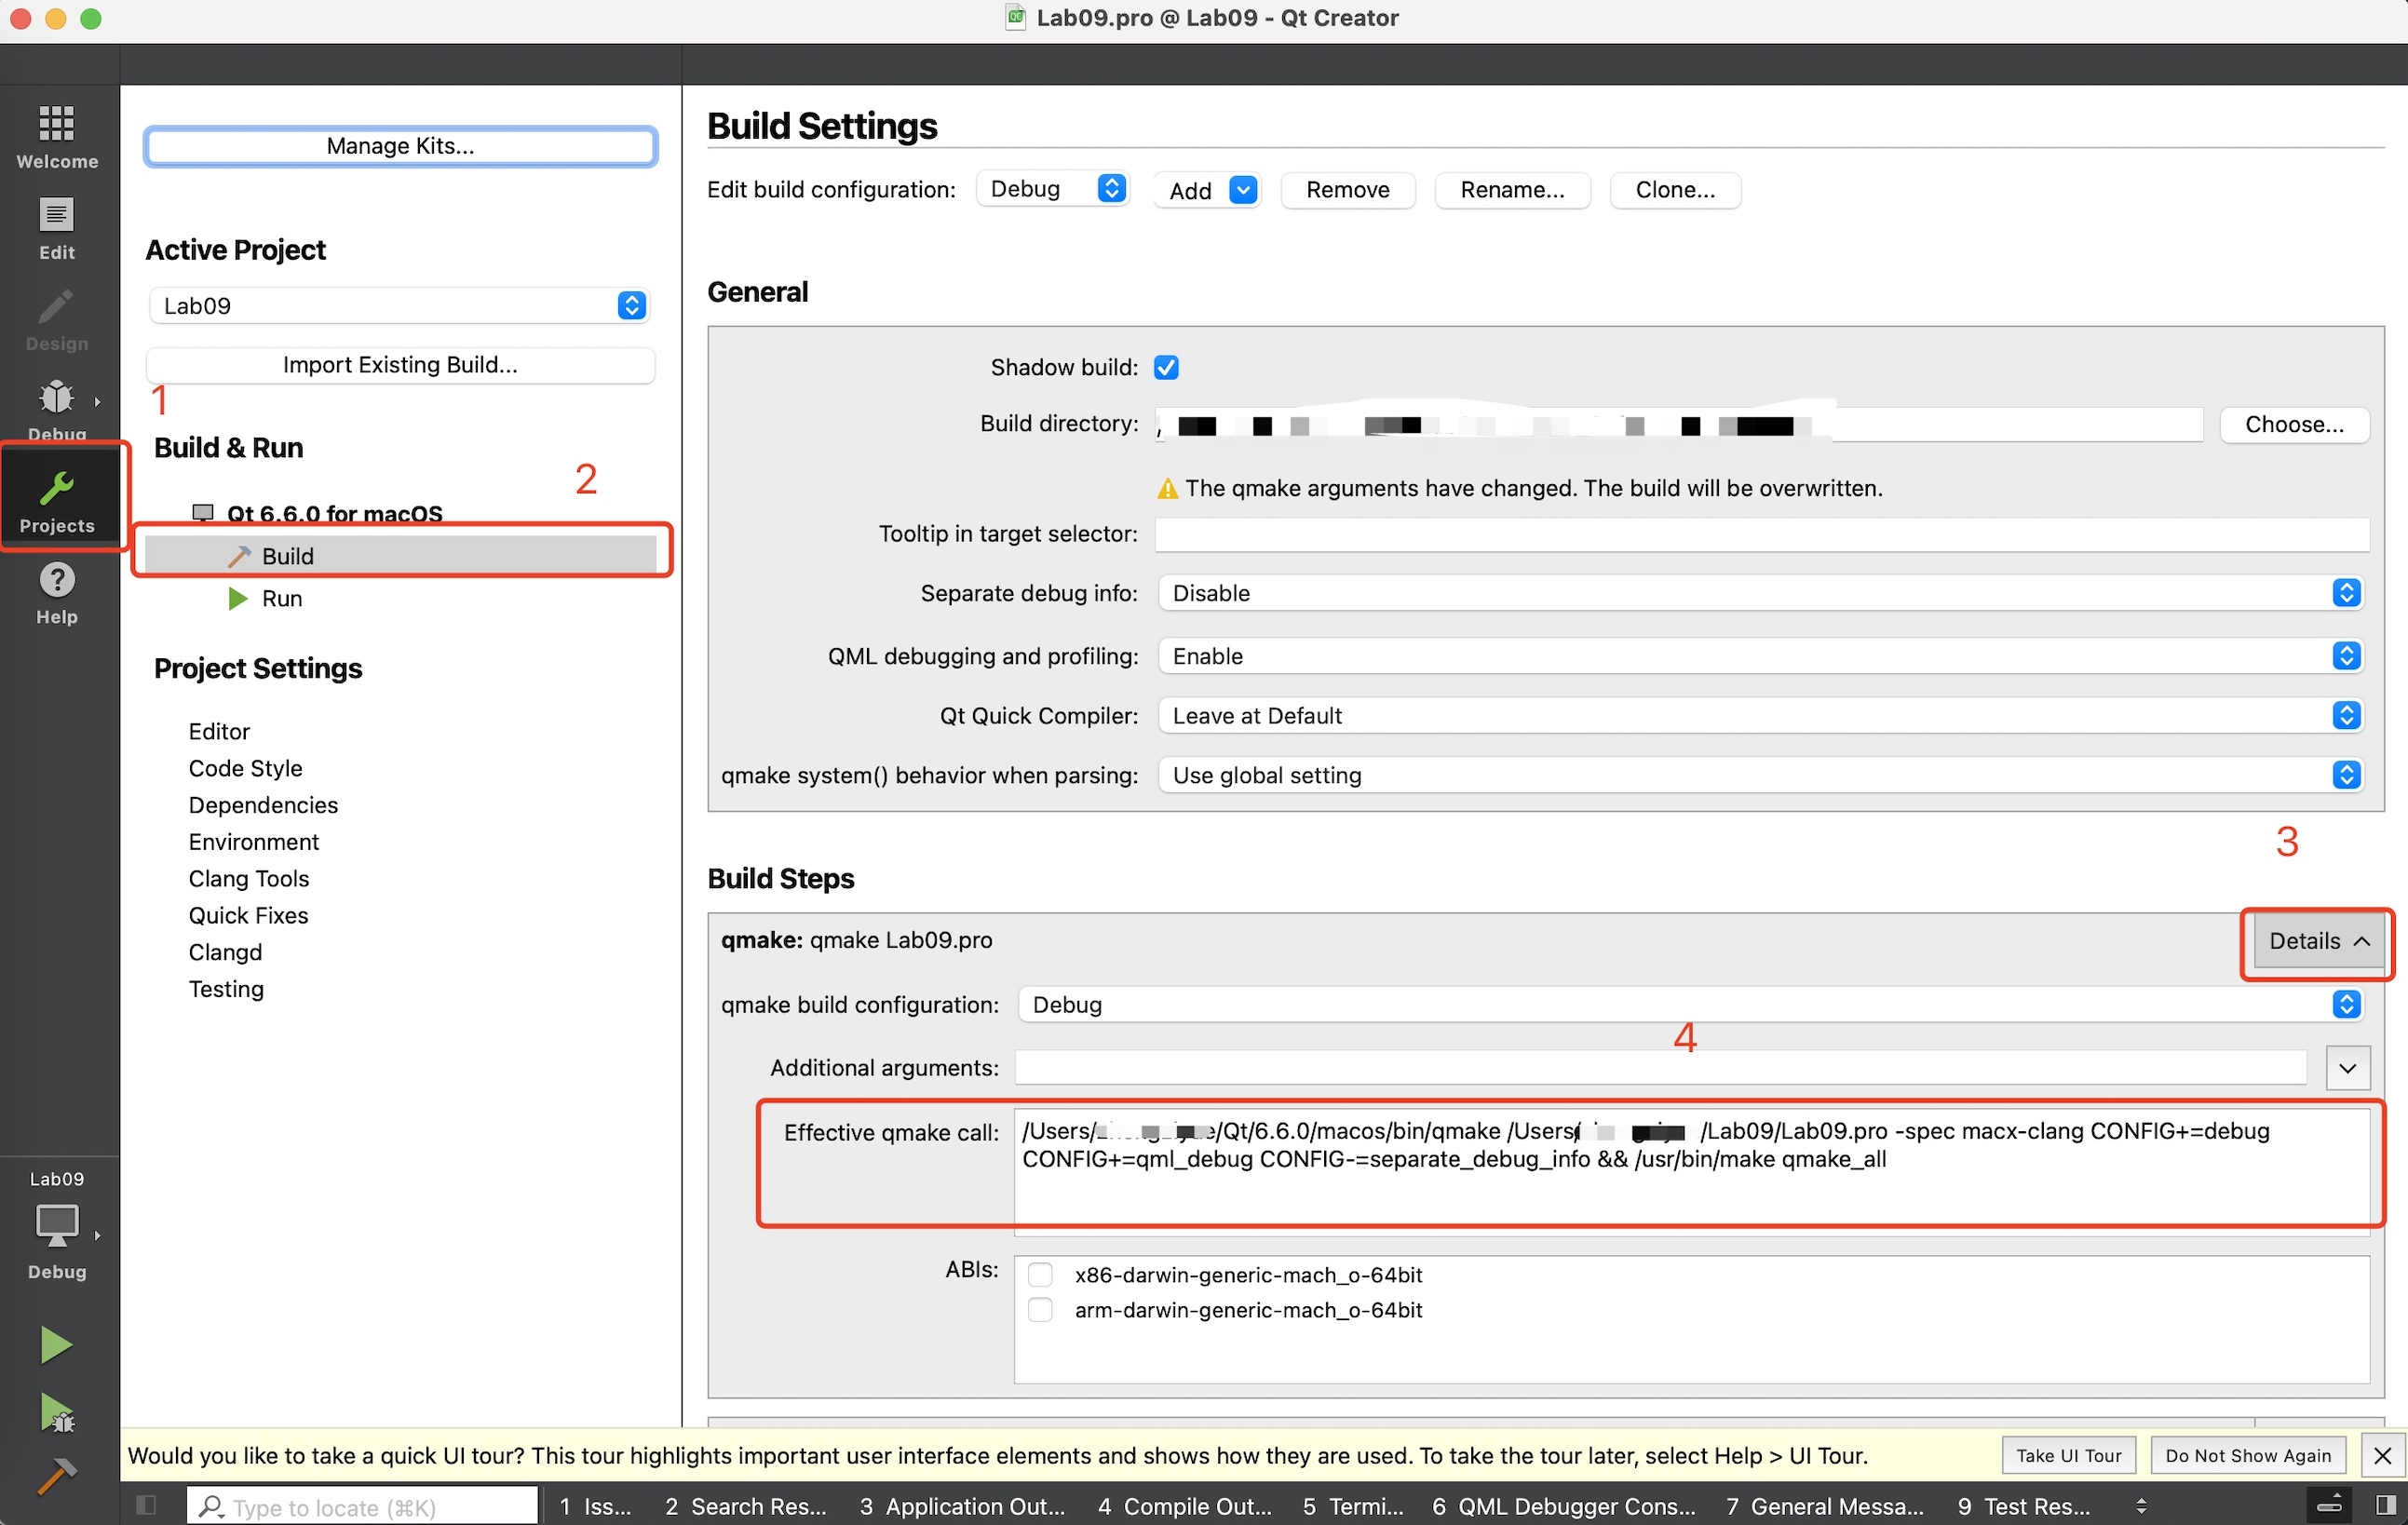 Lab09.pro @ Lab09 - Qt Creator
Welcome
Edit
Design
Debug
Projects
Help
Lab09
Debug
Manage Kits...
Active Project
Lab09
Import Existing Build...
1
Build & Run
2
Qt 6.6.0 for macOS
Build
Run
Project Settings
Editor
Code Style
Dependencies
Environment
Clang Tools
Quick Fixes
Clangd
Testing
Build Settings
Edit build configuration: Debug Add Remove Rename... Clone...
General
Shadow build:
Build directory: Choose...
The qmake arguments have changed. The build will be overwritten.
Tooltip in target selector:
Separate debug info: Disable
QML debugging and profiling: Enable
Qt Quick Compiler: Leave at Default
qmake system() behavior when parsing: Use global setting
3
Build Steps
qmake: qmake Lab09.pro Details
qmake build configuration: Debug
4
Additional arguments:
Effective qmake call: /Users/ /Qt/6.6.0/macos/bin/qmake /Users/ /Lab09/Lab09.pro -spec macx-clang CONFIG+=debug
CONFIG+=qml_debug CONFIG-=separate_debug_info && /usr/bin/make qmake_all
ABIs: x86-darwin-generic-mach_o-64bit
arm-darwin-generic-mach_o-64bit
Would you like to take a quick UI tour? This tour highlights important user interface elements and shows how they are used. To take the tour later, select Help > UI Tour. Take UI Tour Do Not Show Again
Type to locate (⌘K) 1 Iss... 2 Search Res... 3 Application Out... 4 Compile Out... 5 Termi... 6 QML Debugger Cons... 7 General Messa... 9 Test Res...